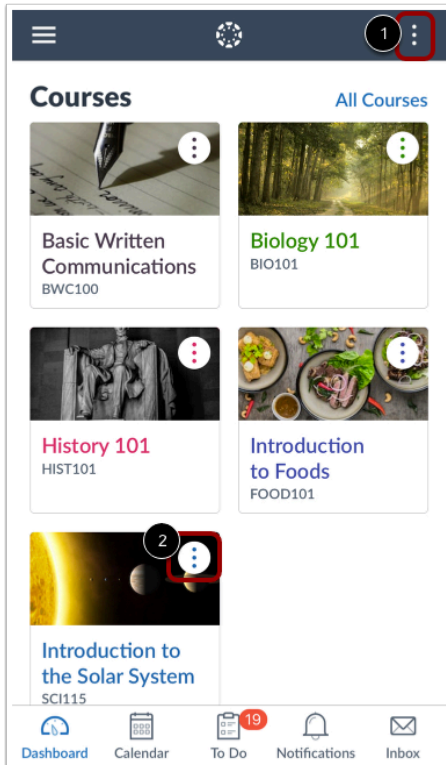 1
Courses
All Courses
Basic Written
Communications
BWC100
Biology 101
BIO101
History 101
HIST101
Introduction
to Foods
FOOD101
2
Introduction to
the Solar System
SCI115
19
Dashboard
Calendar
To Do
Notifications
Inbox